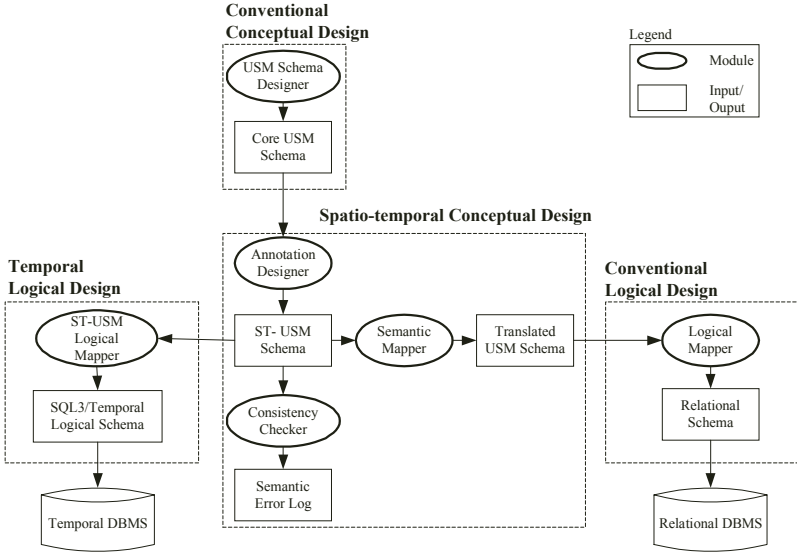 Conventional
Conceptual Design
USM Schema
Designer
Core USM
Schema
Legend
Module
Input/
Ouput
Spatio-temporal Conceptual Design
Annotation
Designer
Temporal
Logical Design
Conventional
Logical Design
ST-USM
Logical
Mapper
ST- USM
Schema
Semantic
Mapper
Translated
USM Schema
Logical
Mapper
SQL3/Temporal
Logical Schema
Consistency
Checker
Relational
Schema
Semantic
Error Log
Temporal DBMS
Relational DBMS